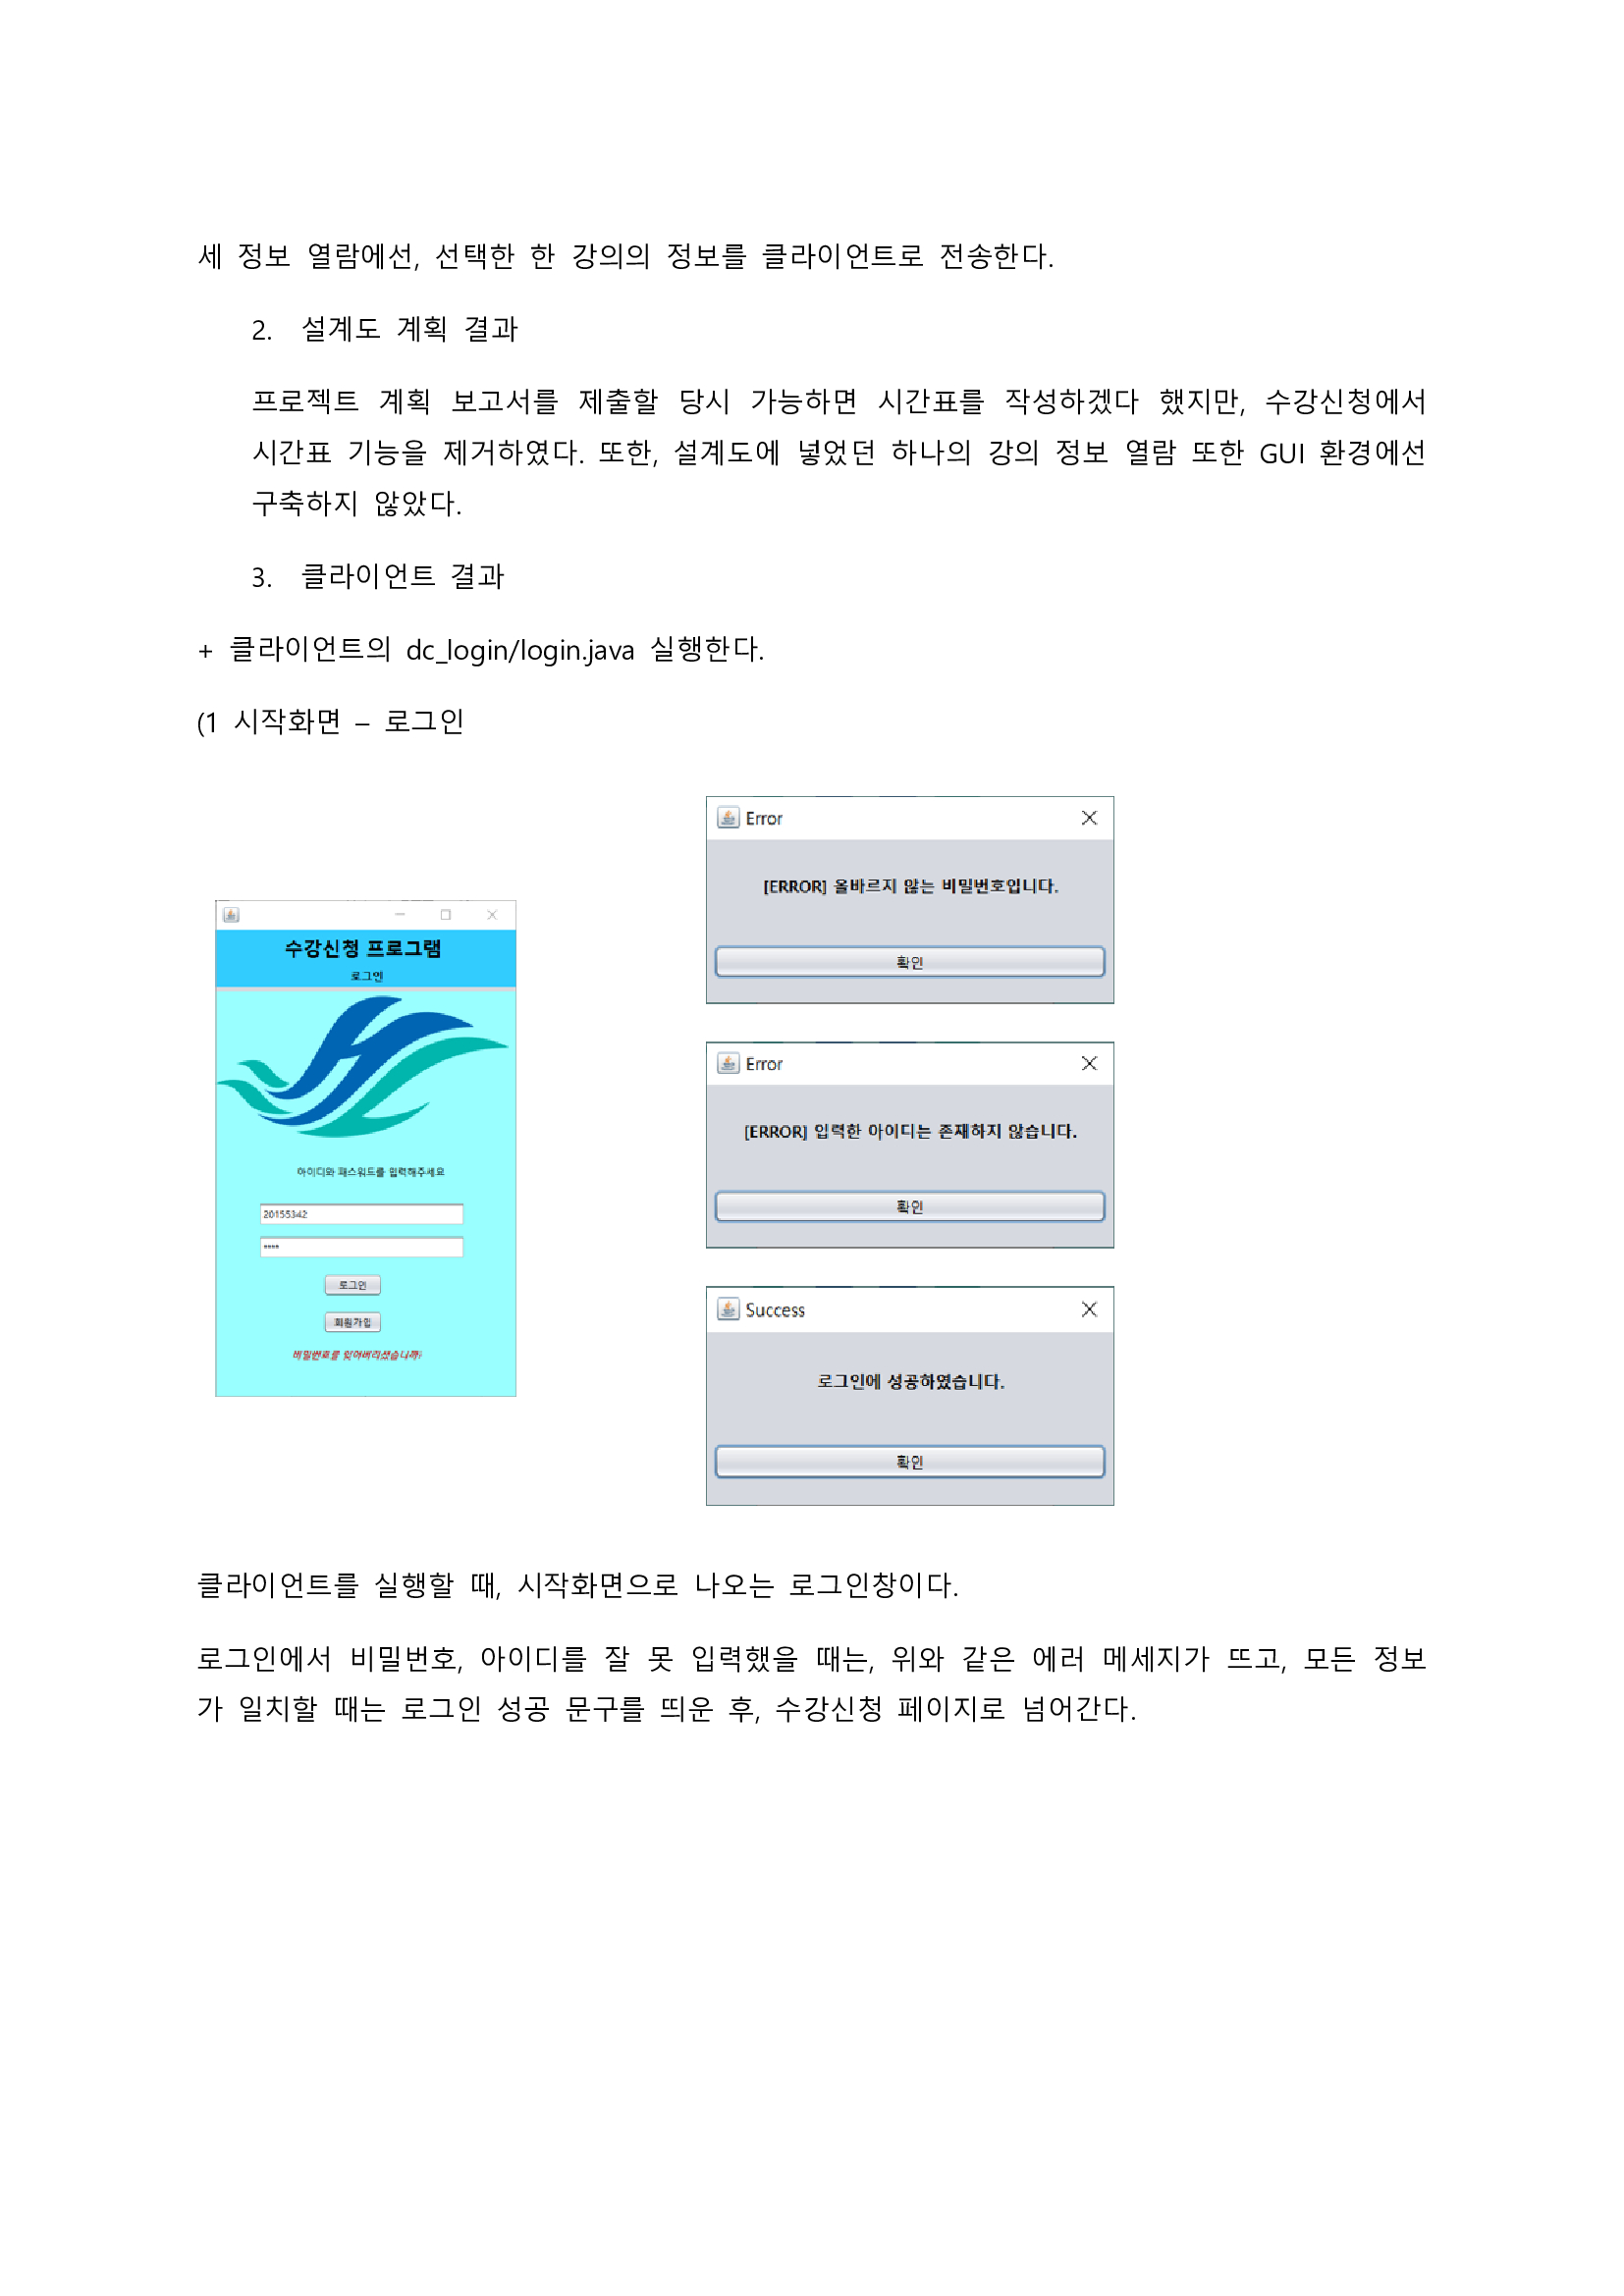 세 정보 열람에선, 선택한 한 강의의 정보를 클라이언트로 전송한다.
2. 설계도 계획 결과
프로젝트 계획 보고서를 제출할 당시 가능하면 시간표를 작성하겠다 했지만, 수강신청에서
시간표 기능을 제거하였다. 또한, 설계도에 넣었던 하나의 강의 정보 열람 또한 GUI 환경에선
구축하지 않았다.
3. 클라이언트 결과
+ 클라이언트의 dc_login/login.java 실행한다.
(1 시작화면 – 로그인
수강신청 프로그램
로그인
아이디와 패스워드를 입력해주세요
20155342
****
로그인
회원가입
비밀번호를 잊어버리셨습니까?
Error
[ERROR] 올바르지 않는 비밀번호입니다.
확인
Error
[ERROR] 입력한 아이디는 존재하지 않습니다.
확인
Success
로그인에 성공하였습니다.
확인
클라이언트를 실행할 때, 시작화면으로 나오는 로그인창이다.
로그인에서 비밀번호, 아이디를 잘 못 입력했을 때는, 위와 같은 에러 메세지가 뜨고, 모든 정보
가 일치할 때는 로그인 성공 문구를 띄운 후, 수강신청 페이지로 넘어간다.